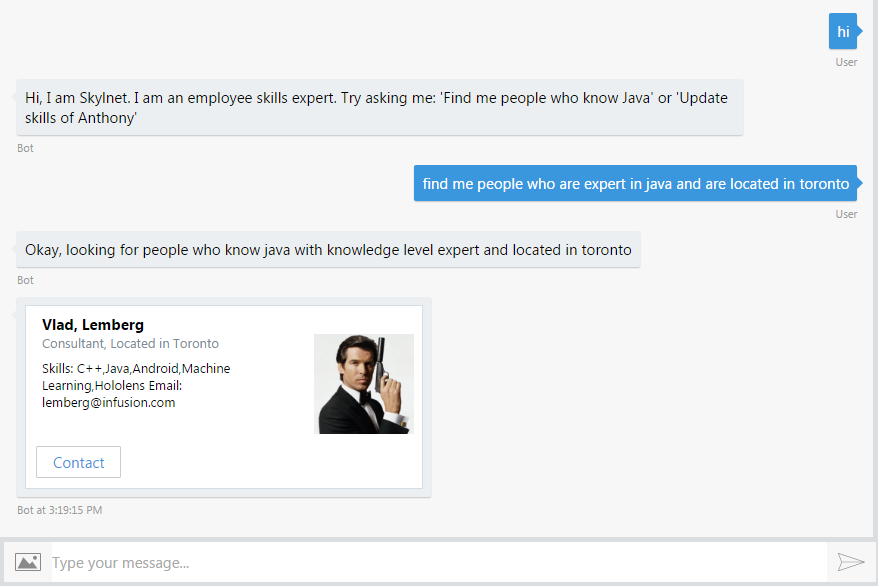 hi
User
Hi, I am Skylnet. I am an employee skills expert. Try asking me: 'Find me people who know Java' or 'Update
skills of Anthony'
Bot
find me people who are expert in java and are located in toronto
User
Okay, looking for people who know java with knowledge level expert and located in toronto
Bot
Vlad, Lemberg
Consultant, Located in Toronto
Skills: C++,Java,Android,Machine
Learning,Hololens Email:
lemberg@infusion.com
Contact
Bot at 3:19:15 PM
Type your message...